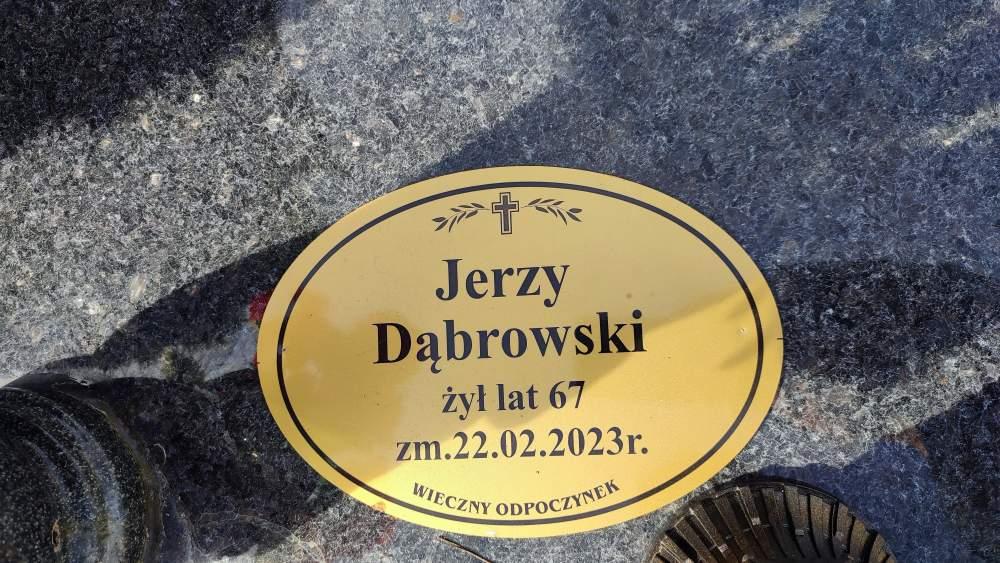 Jerzy
Dąbrowski
żył lat 67
zm.22.02.2023r.
WIECZNY ODPOCZYNEK